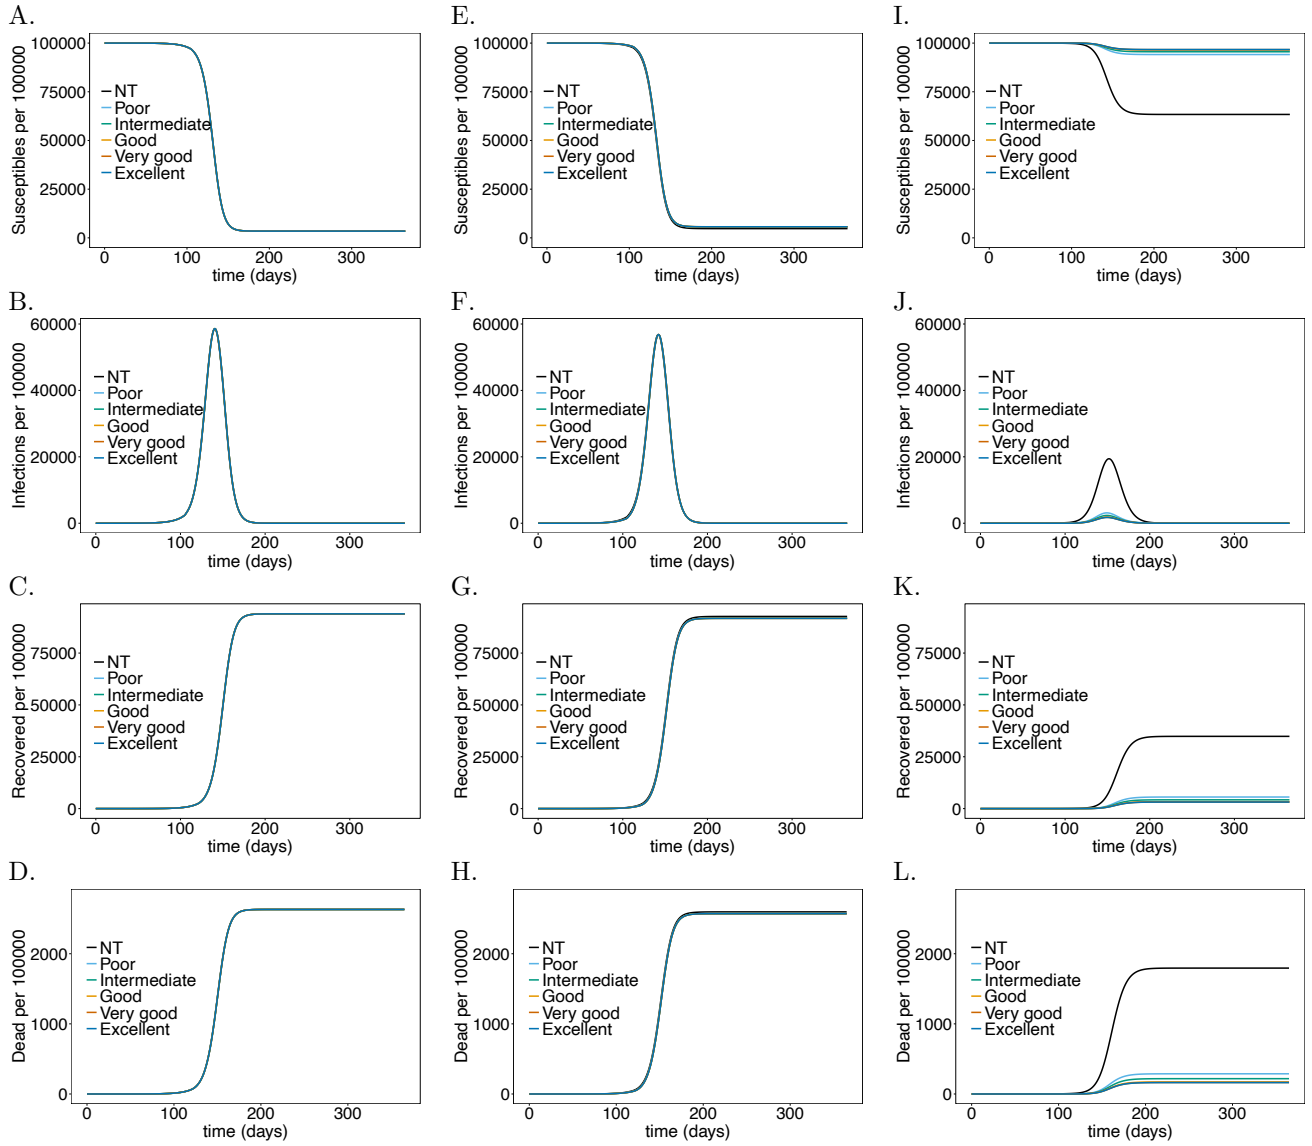 A.
Susceptibles per 100000
100000
75000
50000
25000
0
NT
Poor
Intermediate
Good
Very good
Excellent
0 100 200 300
time (days)
E.
Susceptibles per 100000
100000
75000
50000
25000
0
NT
Poor
Intermediate
Good
Very good
Excellent
0 100 200 300
time (days)
I.
Susceptibles per 100000
100000
75000
50000
25000
0
NT
Poor
Intermediate
Good
Very good
Excellent
0 100 200 300
time (days)
B.
Infections per 100000
60000
40000
20000
0
NT
Poor
Intermediate
Good
Very good
Excellent
0 100 200 300
time (days)
F.
Infections per 100000
60000
40000
20000
0
NT
Poor
Intermediate
Good
Very good
Excellent
0 100 200 300
time (days)
J.
Infections per 100000
60000
40000
20000
0
NT
Poor
Intermediate
Good
Very good
Excellent
0 100 200 300
time (days)
C.
Recovered per 100000
75000
50000
25000
0
NT
Poor
Intermediate
Good
Very good
Excellent
0 100 200 300
time (days)
G.
Recovered per 100000
75000
50000
25000
0
NT
Poor
Intermediate
Good
Very good
Excellent
0 100 200 300
time (days)
K.
Recovered per 100000
75000
50000
25000
0
NT
Poor
Intermediate
Good
Very good
Excellent
0 100 200 300
time (days)
D.
Dead per 100000
2000
1000
0
NT
Poor
Intermediate
Good
Very good
Excellent
0 100 200 300
time (days)
H.
Dead per 100000
2000
1000
0
NT
Poor
Intermediate
Good
Very good
Excellent
0 100 200 300
time (days)
L.
Dead per 100000
2000
1000
0
NT
Poor
Intermediate
Good
Very good
Excellent
0 100 200 300
time (days)